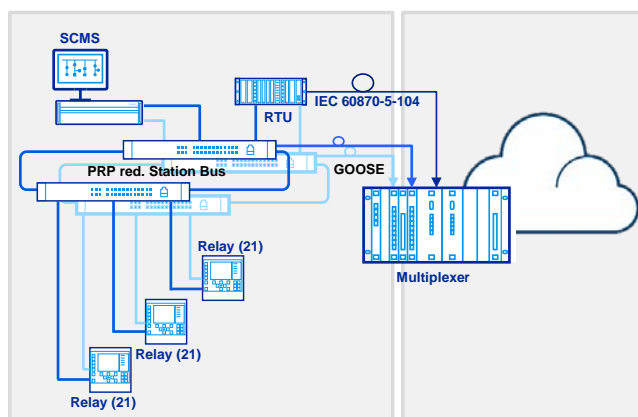 SCMS
IEC 60870-5-104
RTU
PRP red. Station Bus
GOOSE
Relay (21)
Multiplexer
Relay (21)
Relay (21)